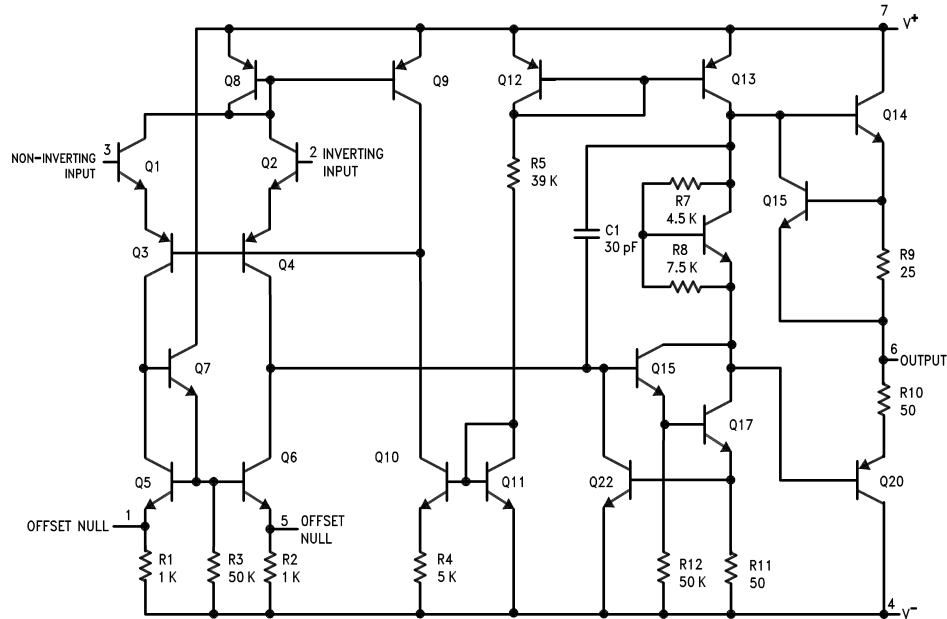 7
V+
Q8
Q9
Q12
Q13
Q14
3
NON-INVERTING
INPUT
Q1
Q2
2 INVERTING
INPUT
R5
39 K
R7
4.5 K
Q15
Q3
Q4
C1
30 pF
R8
7.5 K
R9
25
Q7
Q15
6
OUTPUT
R10
50
Q17
Q5
Q6
Q10
Q11
Q22
Q20
1
OFFSET NULL
5 OFFSET
NULL
R1
1 K
R3
50 K
R2
1 K
R4
5 K
R12
50 K
R11
50
4
V-